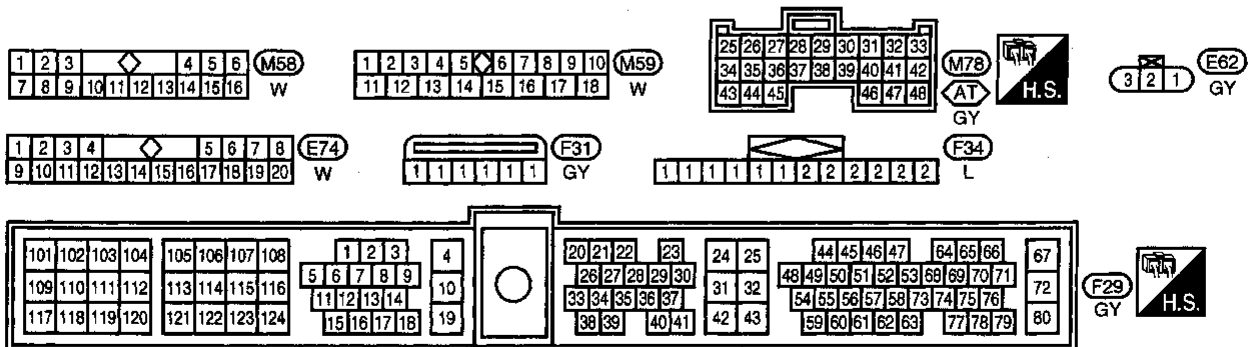 1 2 3 4 5 6 M58
7 8 9 10 11 12 13 14 15 16 W
1 2 3 4 5 6 7 8 9 10 M59
11 12 13 14 15 16 17 18 W
25 26 27 28 29 30 31 32 33
34 35 36 37 38 39 40 41 42 M78
43 44 45 46 47 48 AT
GY
H.S.
3 2 1 E62
GY
1 2 3 4 5 6 7 8 E74
9 10 11 12 13 14 15 16 17 18 19 20 W
F31
1 1 1 1 1 1 GY
F34
1 1 1 1 1 1 2 2 2 2 2 2 L
101 102 103 104 105 106 107 108 1 2 3 4 20 21 22 23 24 25 44 45 46 47 64 65 66 67
5 6 7 8 9 26 27 28 29 30 48 49 50 51 52 53 68 69 70 71
109 110 111 112 113 114 115 116 10 31 32 72
11 12 13 14 33 34 35 36 37 54 55 56 57 58 73 74 75 76
117 118 119 120 121 122 123 124 15 16 17 18 19 38 39 40 41 42 43 59 60 61 62 63 77 78 79 80
F29
GY
H.S.